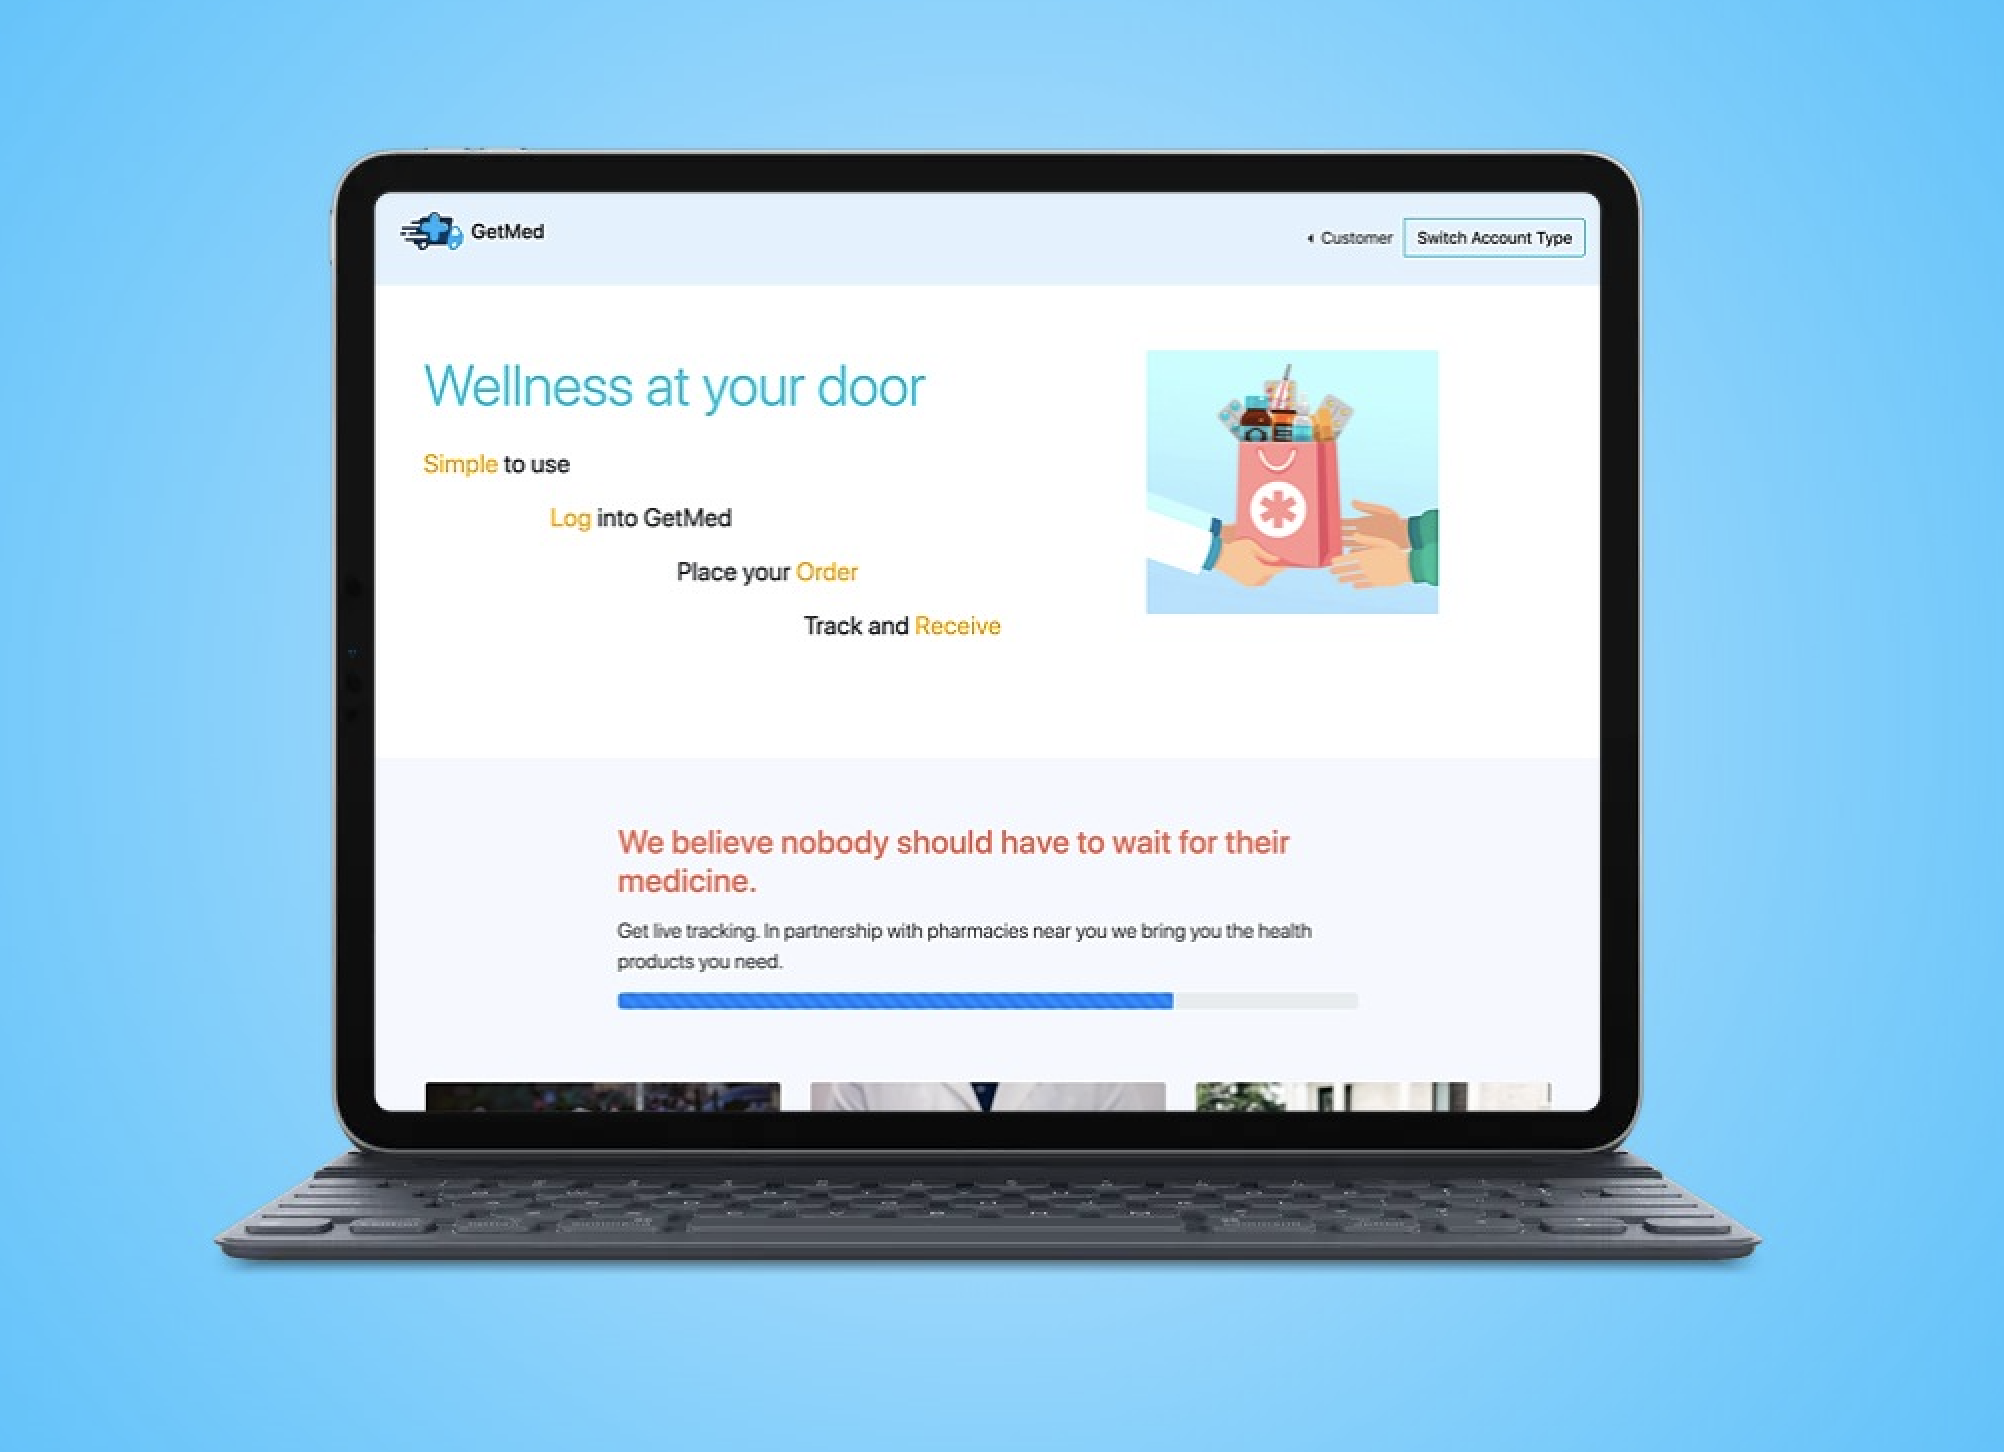 GetMed
Customer
Switch Account Type
Wellness at your door
Simple to use
Log into GetMed
Place your Order
Track and Receive
We believe nobody should have to wait for their
medicine.
Get live tracking. In partnership with pharmacies near you we bring you the health
products you need.